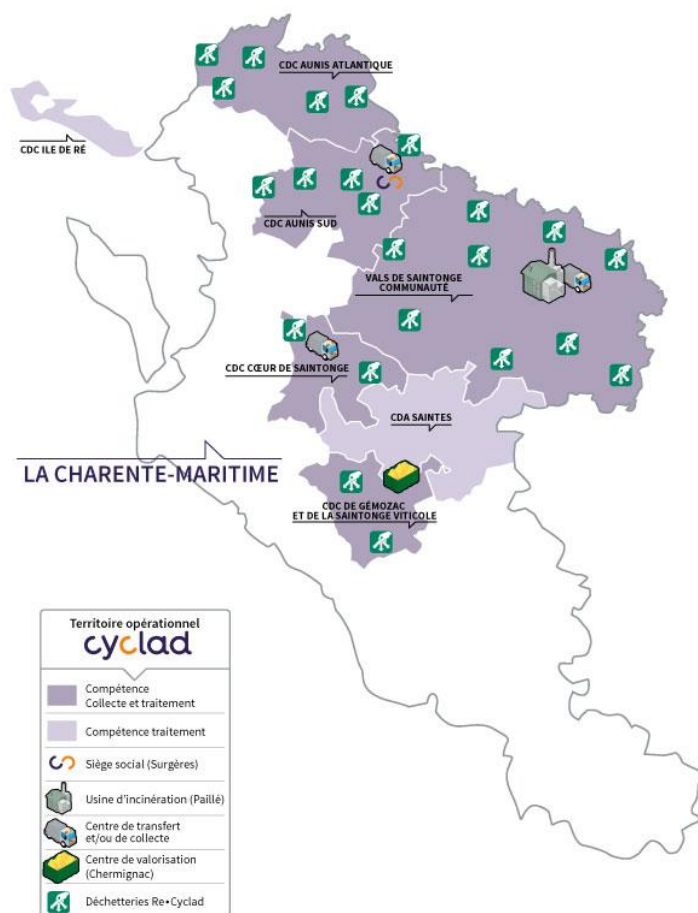 CDC AUNIS ATLANTIQUE
CDC ILE DE RÉ
CDC AUNIS SUD
VALS DE SAINTONGE
COMMUNAUTÉ
CDC CŒUR DE SAINTONGE
CDA SAINTES
LA CHARENTE-MARITIME
CDC DE GÉMOZAC
ET DE LA SAINTONGE VITICOLE
Territoire opérationnel
cyclad
Compétence
Collecte et traitement
Compétence traitement
Siège social (Surgères)
Usine d'incinération (Paillé)
Centre de transfert
et/ou de collecte
Centre de valorisation
(Chermignac)
Déchetteries Re•Cyclad